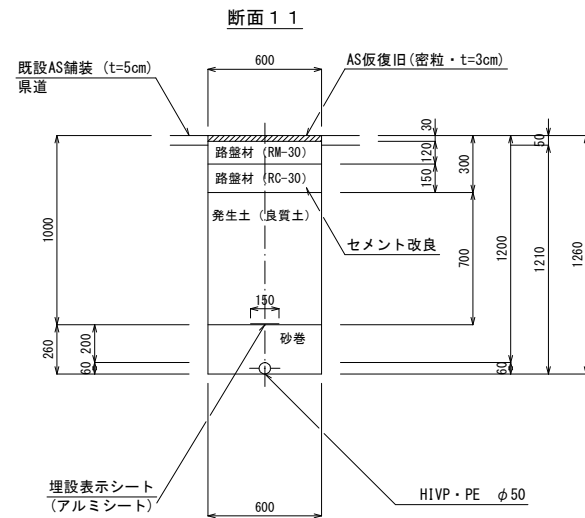 断面１１
既設AS舗装 (t=5cm)
県道
600
AS仮復旧(密粒・t=3cm)
30
50
路盤材 (RM-30)
120
300
路盤材 (RC-30)
150
発生土 (良質土)
1000
セメント改良
700
1200
1210
1260
150
砂巻
260
200
60
60
埋設表示シート
(アルミシート)
HIVP・PE φ50
600